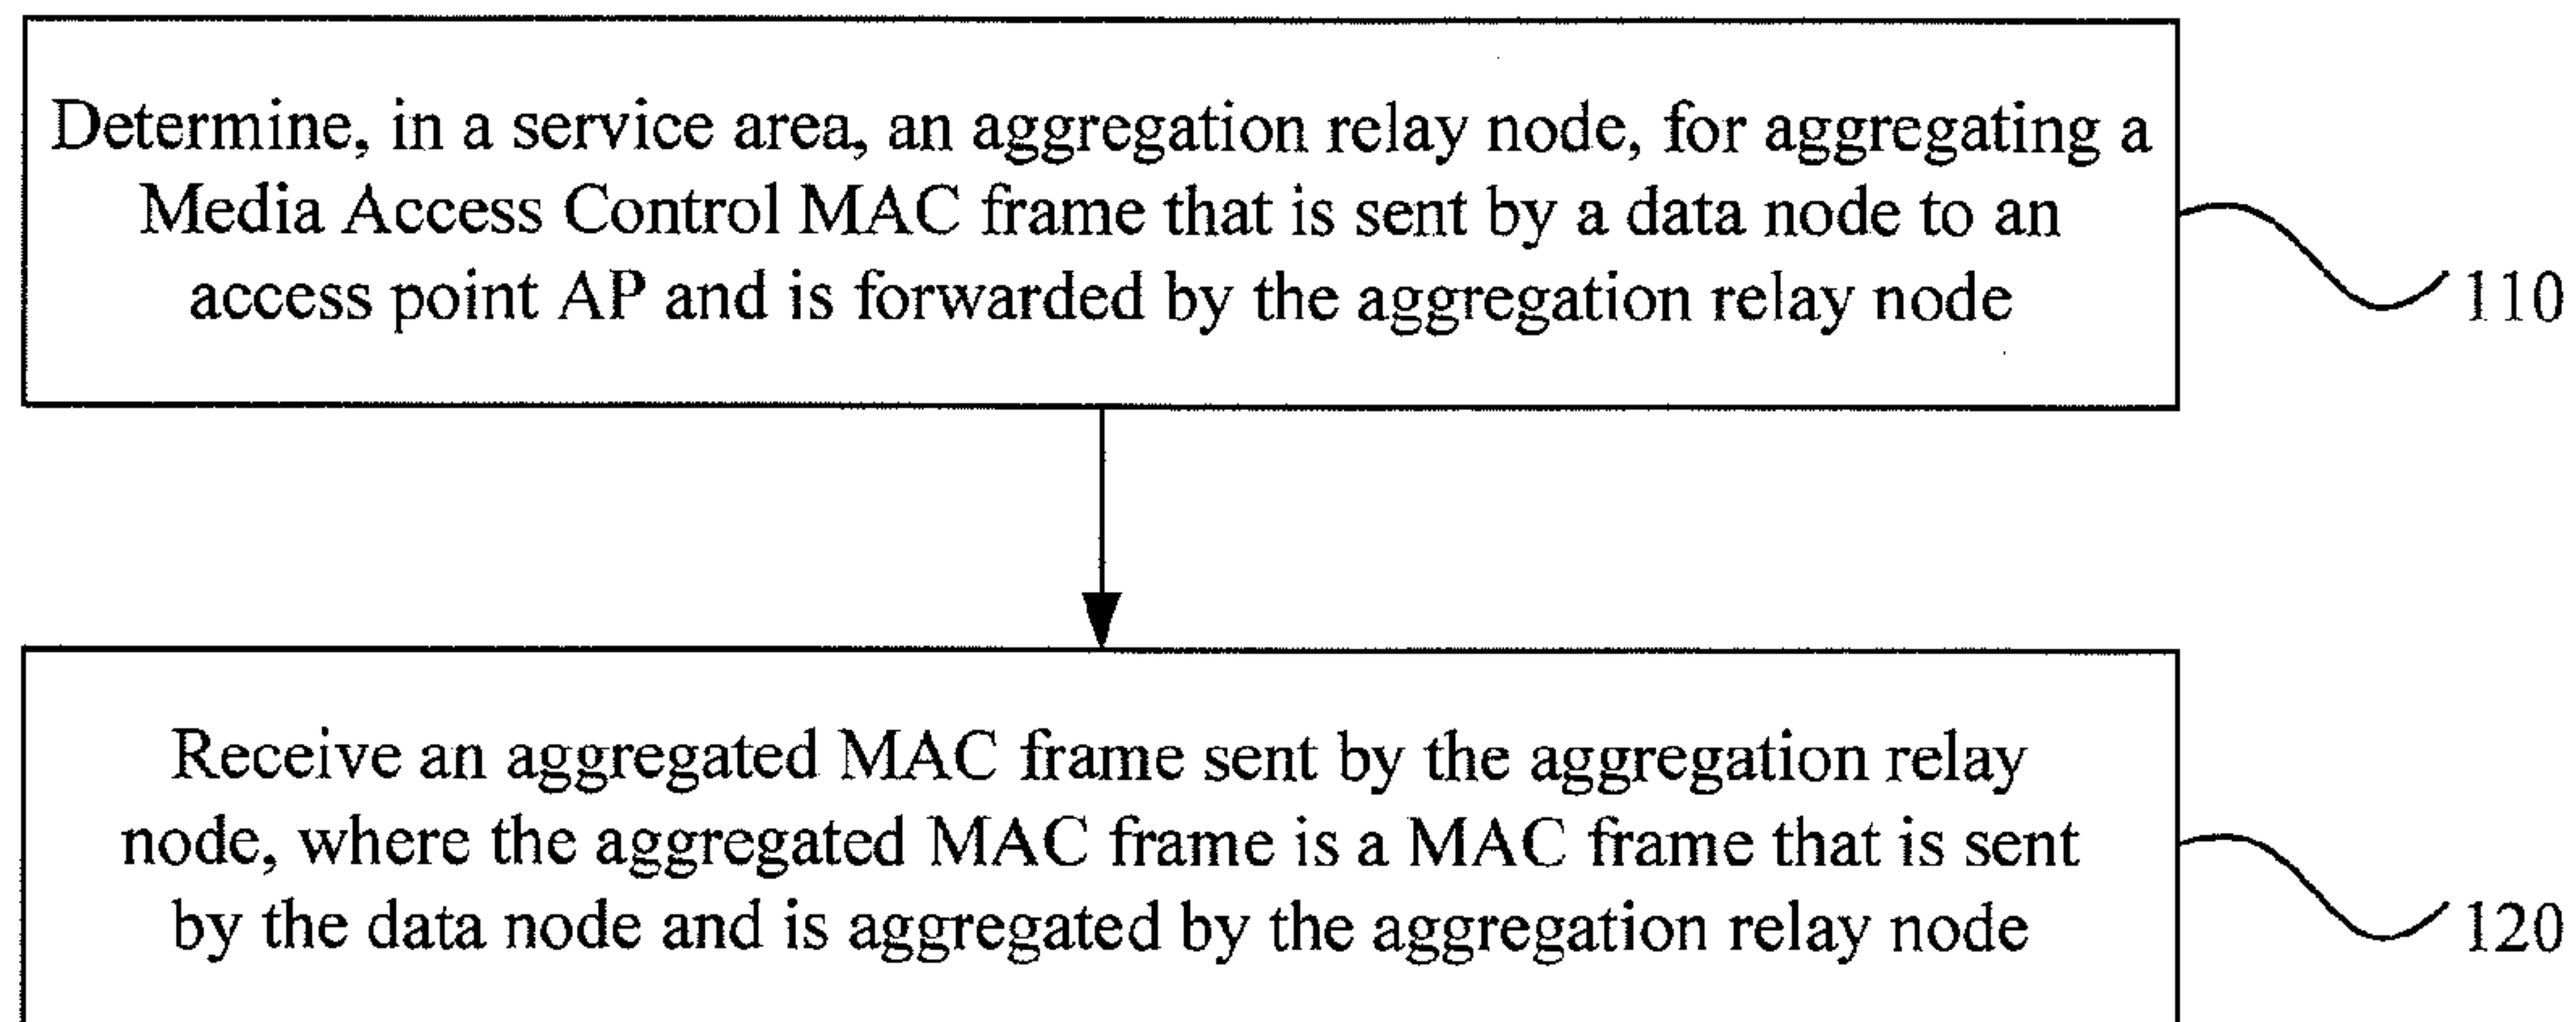 Determine, in a service area, an aggregation relay node, for aggregating a
Media Access Control MAC frame that is sent by a data node to an
access point AP and is forwarded by the aggregation relay node
110
Receive an aggregated MAC frame sent by the aggregation relay
node, where the aggregated MAC frame is a MAC frame that is sent
by the data node and is aggregated by the aggregation relay node
120